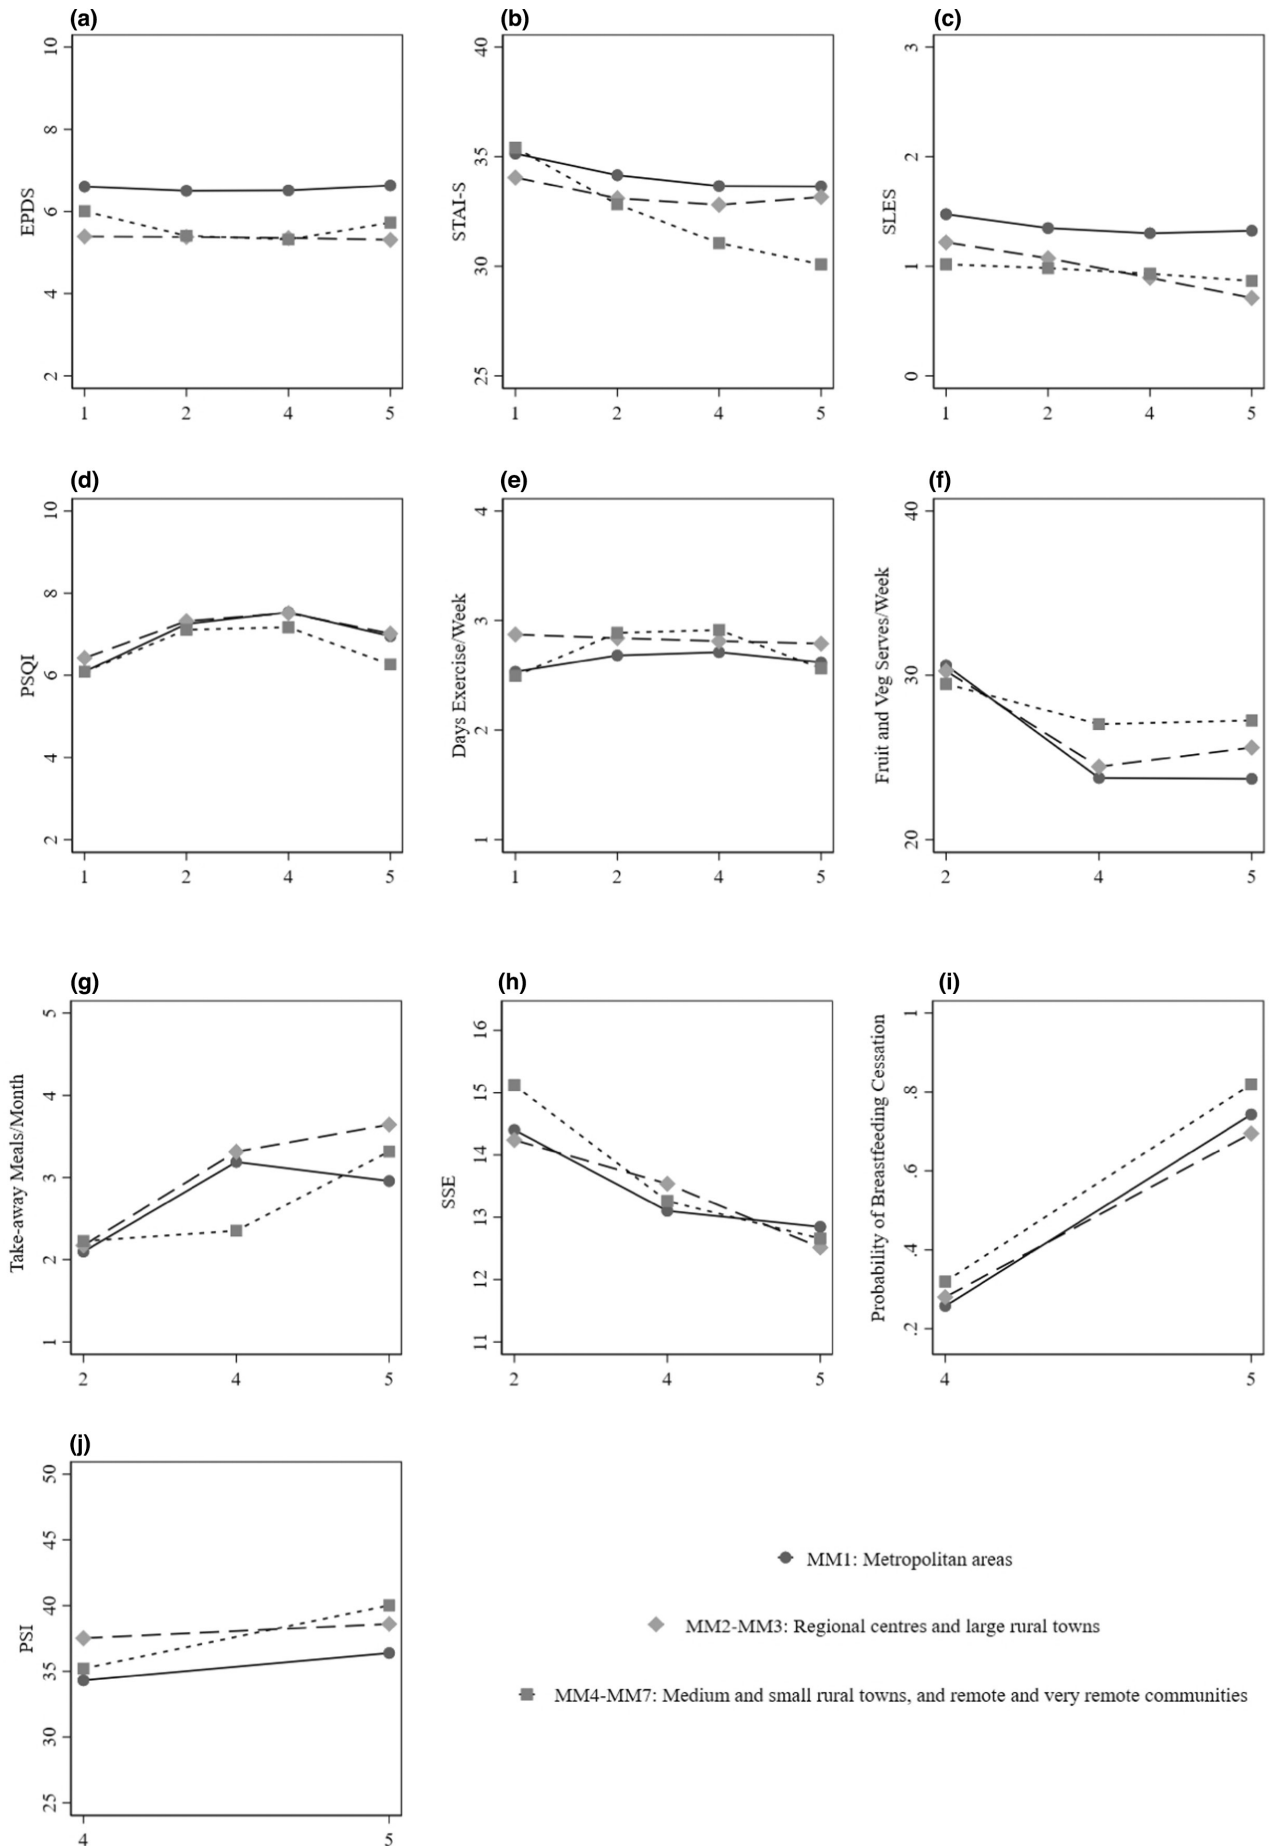 (a)
10
8
6
4
2
EPDS
1 2 4 5
(b)
40
35
30
25
STAI-S
1 2 4 5
(c)
3
2
1
0
SLES
1 2 4 5
(d)
10
8
6
4
2
PSQI
1 2 4 5
(e)
4
3
2
1
Days Exercise/Week
1 2 4 5
(f)
40
30
20
Fruit and Veg Serves/Week
2 4 5
(g)
5
4
3
2
1
Take-away Meals/Month
2 4 5
(h)
16
15
14
13
12
11
SSE
2 4 5
(i)
1
.8
.6
.4
.2
Probability of Breastfeeding Cessation
4 5
(j)
50
45
40
35
30
25
PSI
4 5
MM1: Metropolitan areas
MM2-MM3: Regional centres and large rural towns
MM4-MM7: Medium and small rural towns, and remote and very remote communities